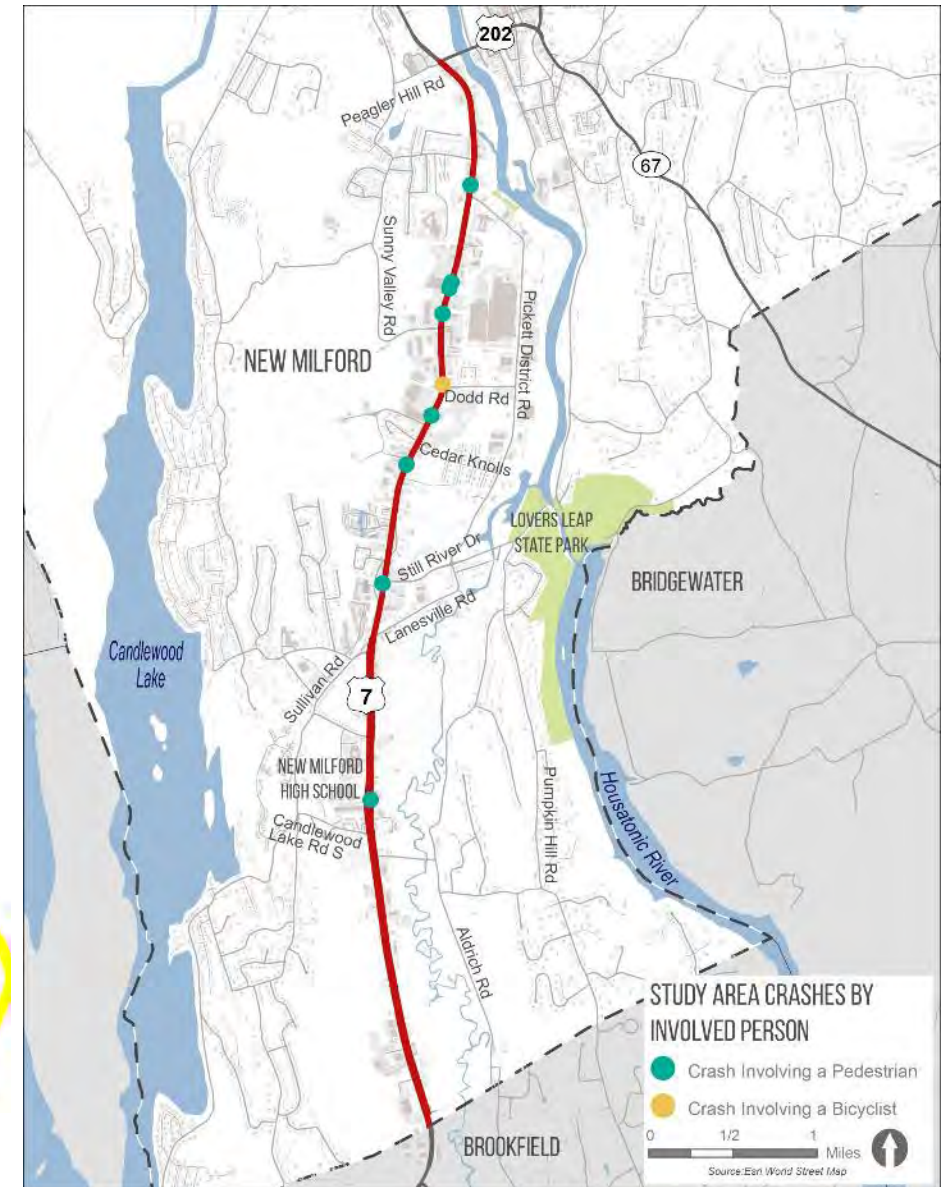 202
Peagler Hill Rd
67
Sunny Valley Rd
Pickett District Rd
NEW MILFORD
Dodd Rd
Cedar Knolls
LOVERS LEAP
STATE PARK
Still River Dr
BRIDGEWATER
Lanesville Rd
Candlewood
Lake
Sullivan Rd
7
NEW MILFORD
HIGH SCHOOL
Candlewood
Lake Rd S
Pumpkin Hill Rd
Housatonic River
Aldrich Rd
STUDY AREA CRASHES BY
INVOLVED PERSON
Crash Involving a Pedestrian
Crash Involving a Bicyclist
0 1/2 1
Miles
Source:Esri World Street Map
BROOKFIELD